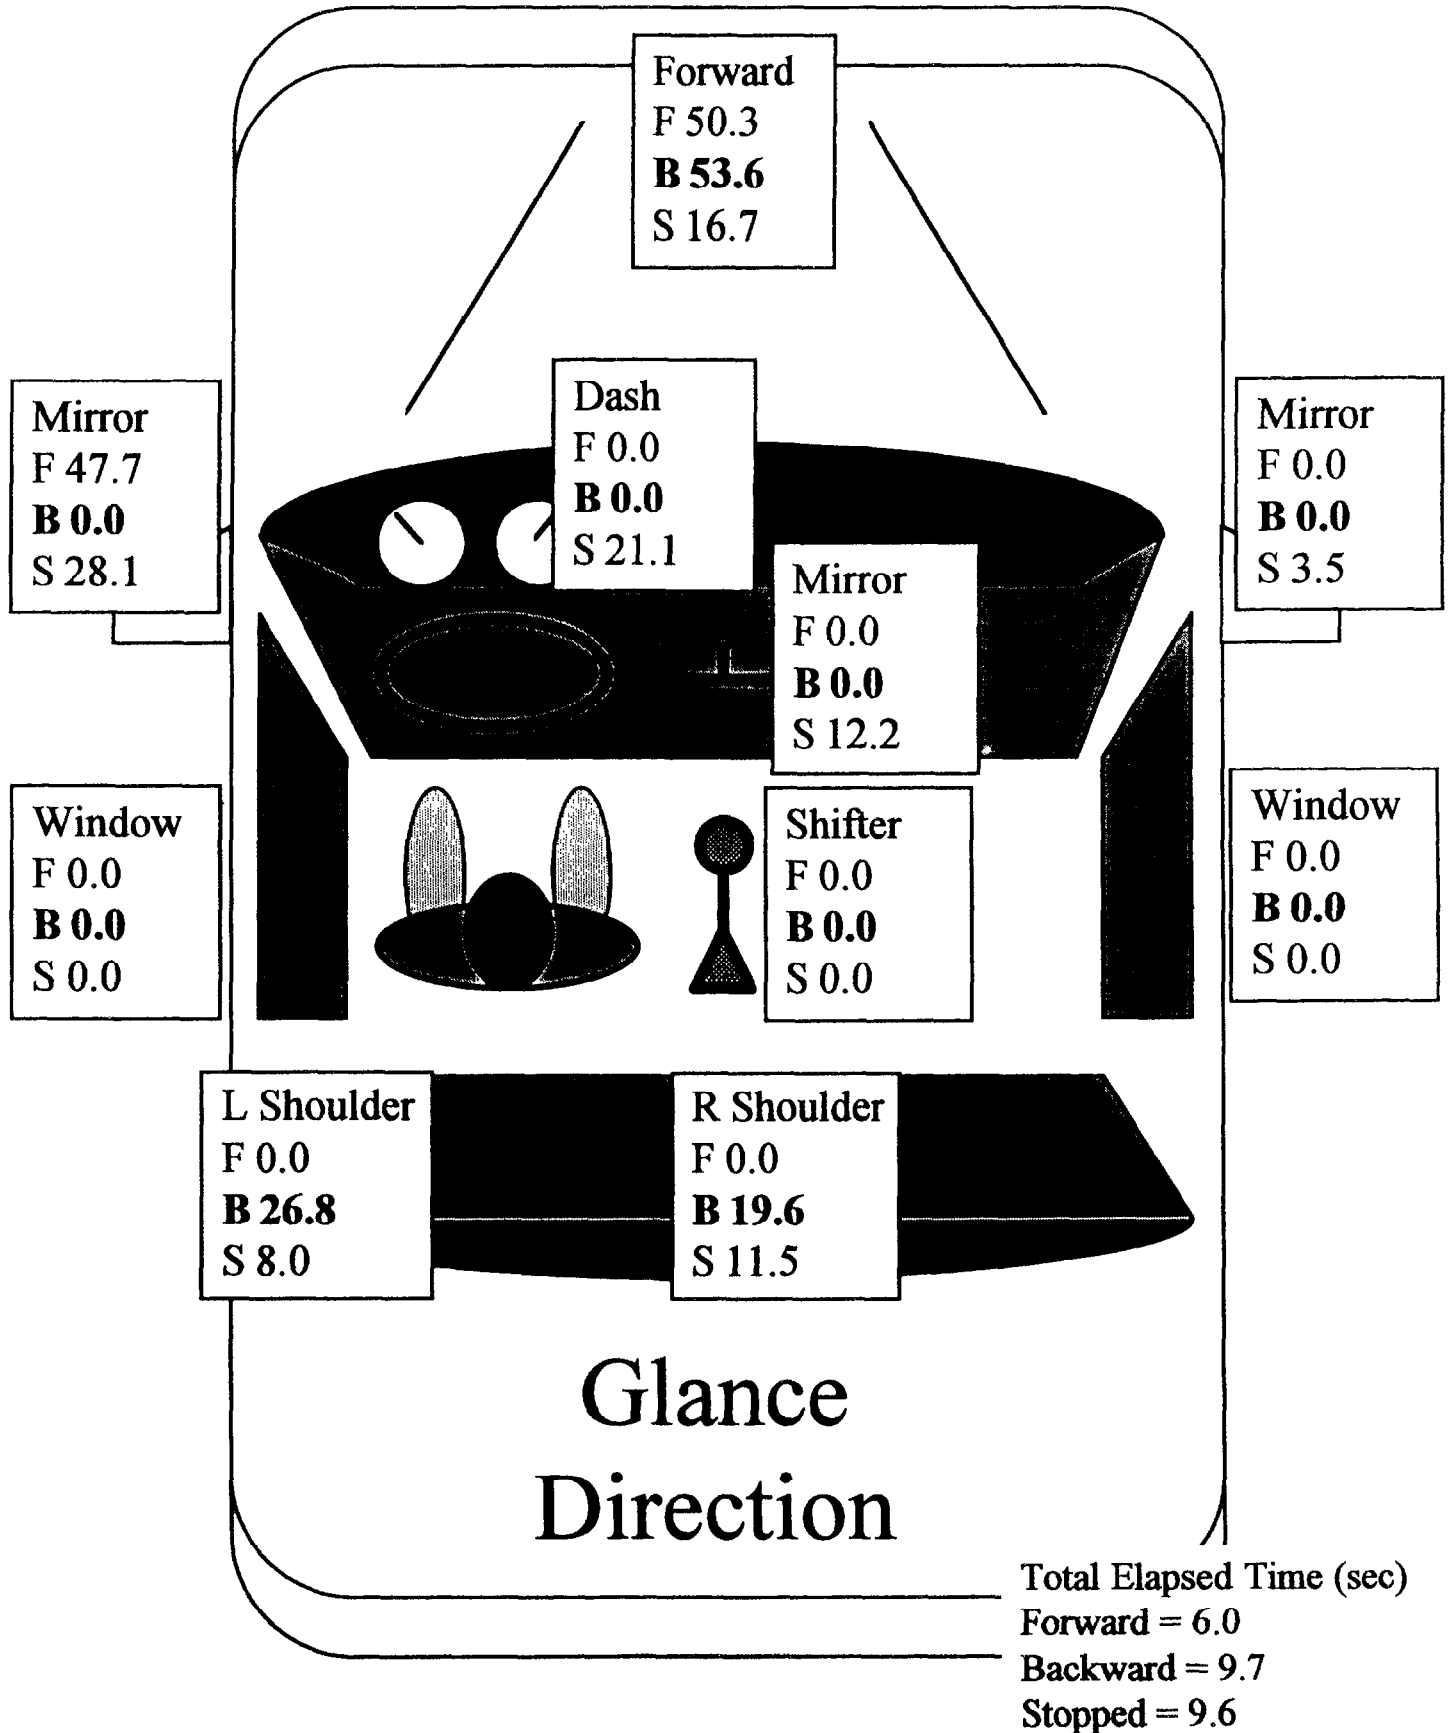 Forward
F 50.3
B 53.6
S 16.7
Dash
F 0.0
B 0.0
S 21.1
Mirror
F 47.7
B 0.0
S 28.1
Mirror
F 0.0
B 0.0
S 3.5
Mirror
F 0.0
B 0.0
S 12.2
Window
F 0.0
B 0.0
S 0.0
Shifter
F 0.0
B 0.0
S 0.0
Window
F 0.0
B 0.0
S 0.0
L Shoulder
F 0.0
B 26.8
S 8.0
R Shoulder
F 0.0
B 19.6
S 11.5
Glance
Direction
Total Elapsed Time (sec)
Forward = 6.0
Backward = 9.7
Stopped = 9.6